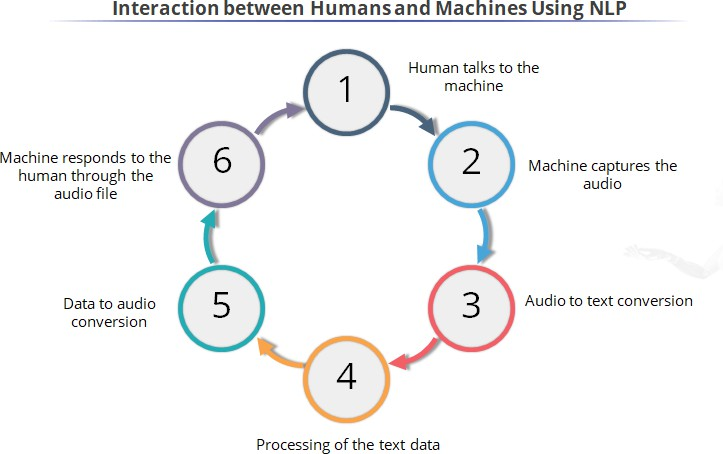 Interaction between Humans and Machines Using NLP
1
Human talks to the
machine
2
Machine captures the
audio
3
Audio to text conversion
4
Processing of the text data
5
Data to audio
conversion
6
Machine responds to the
human through the
audio file